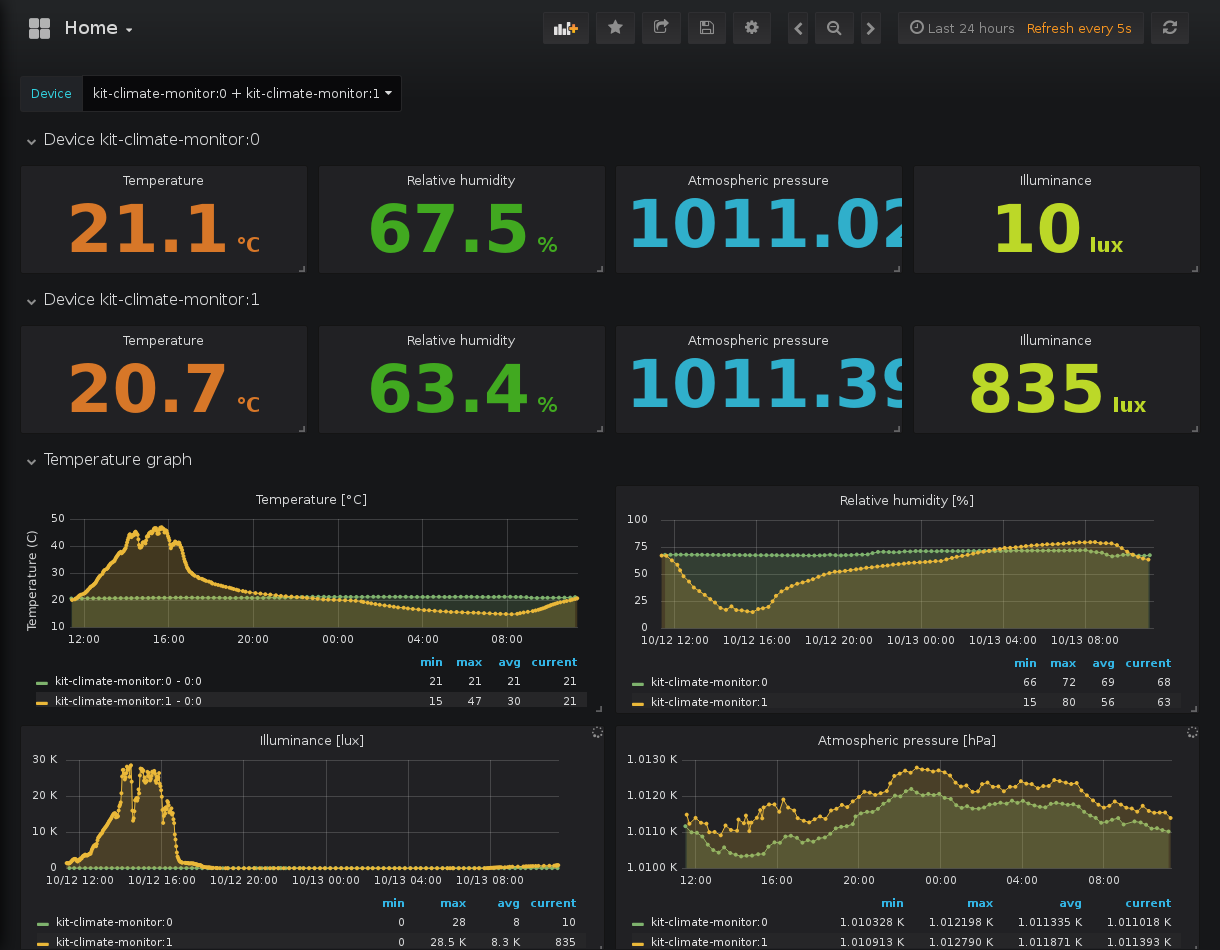 Home
Last 24 hours Refresh every 5s
Device kit-climate-monitor:0 + kit-climate-monitor:1
Device kit-climate-monitor:0
Temperature Relative humidity Atmospheric pressure Illuminance
21.1 °C 67.5 % 1011.02 10 lux
Device kit-climate-monitor:1
Temperature Relative humidity Atmospheric pressure Illuminance
20.7 °C 63.4 % 1011.39 835 lux
Temperature graph
Temperature [°C]
Temperature (C)
50
40
30
20
10
12:00 16:00 20:00 00:00 04:00 08:00
min max avg current
kit-climate-monitor:0 - 0:0 21 21 21 21
kit-climate-monitor:1 - 0:0 15 47 30 21
Relative humidity [%]
100
75
50
25
0
10/12 12:00 10/12 16:00 10/12 20:00 10/13 00:00 10/13 04:00 10/13 08:00
min max avg current
kit-climate-monitor:0 66 72 69 68
kit-climate-monitor:1 15 80 56 63
Illuminance [lux]
30 K
20 K
10 K
0
10/12 12:00 10/12 16:00 10/12 20:00 10/13 00:00 10/13 04:00 10/13 08:00
min max avg current
kit-climate-monitor:0 0 28 8 10
kit-climate-monitor:1 0 28.5 K 8.3 K 835
Atmospheric pressure [hPa]
1.0130 K
1.0120 K
1.0110 K
1.0100 K
12:00 16:00 20:00 00:00 04:00 08:00
min max avg current
kit-climate-monitor:0 1.010328 K 1.012198 K 1.011335 K 1.011018 K
kit-climate-monitor:1 1.010913 K 1.012790 K 1.011871 K 1.011393 K